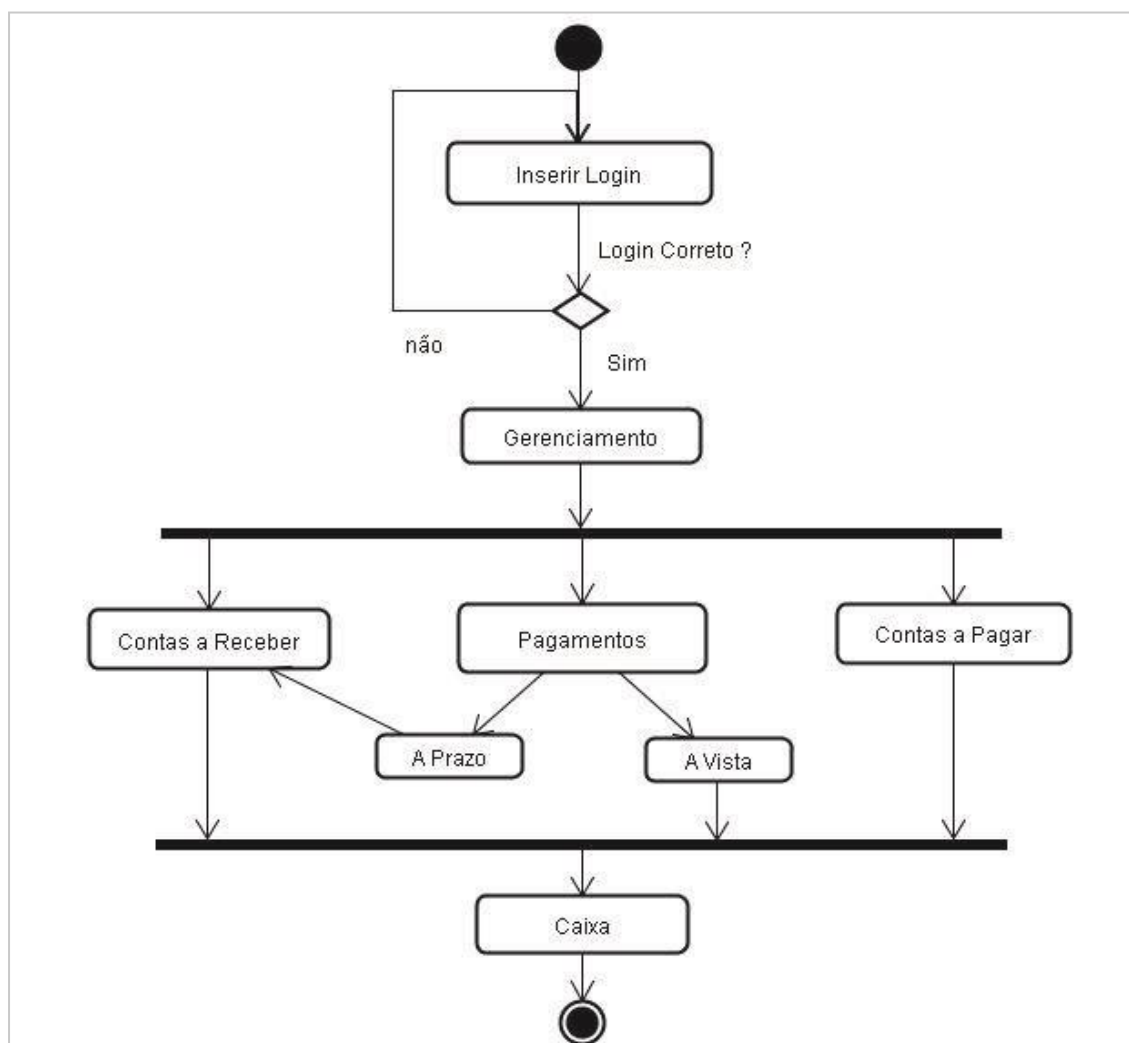 Inserir Login
Login Correto ?
não
Sim
Gerenciamento
Contas a Receber
Pagamentos
Contas a Pagar
A Prazo
A Vista
Caixa